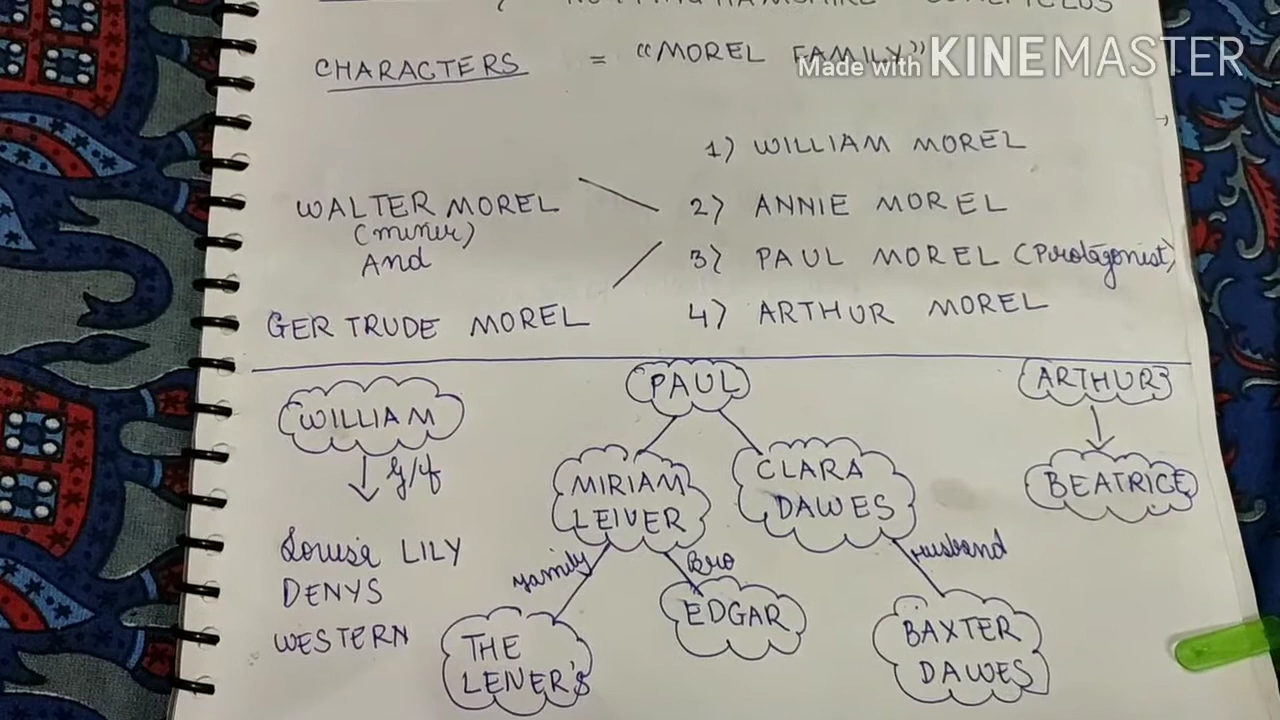 NOTTINGHAMSHIRE
CHARACTERS = "MOREL FAMILY"
Made with KINEMASTER
1) WILLIAM MOREL
WALTER MOREL
(miner)
And
GERTRUDE MOREL
2) ANNIE MOREL
3) PAUL MOREL (Protagonist)
4) ARTHUR MOREL
WILLIAM
g/f
Louisa LILY
DENYS
WESTERN
PAUL
MIRIAM
LEIVER
CLARA
DAWES
family
Bro
Husband
THE
LEIVER'S
EDGAR
BAXTER
DAWES
ARTHUR
BEATRICE